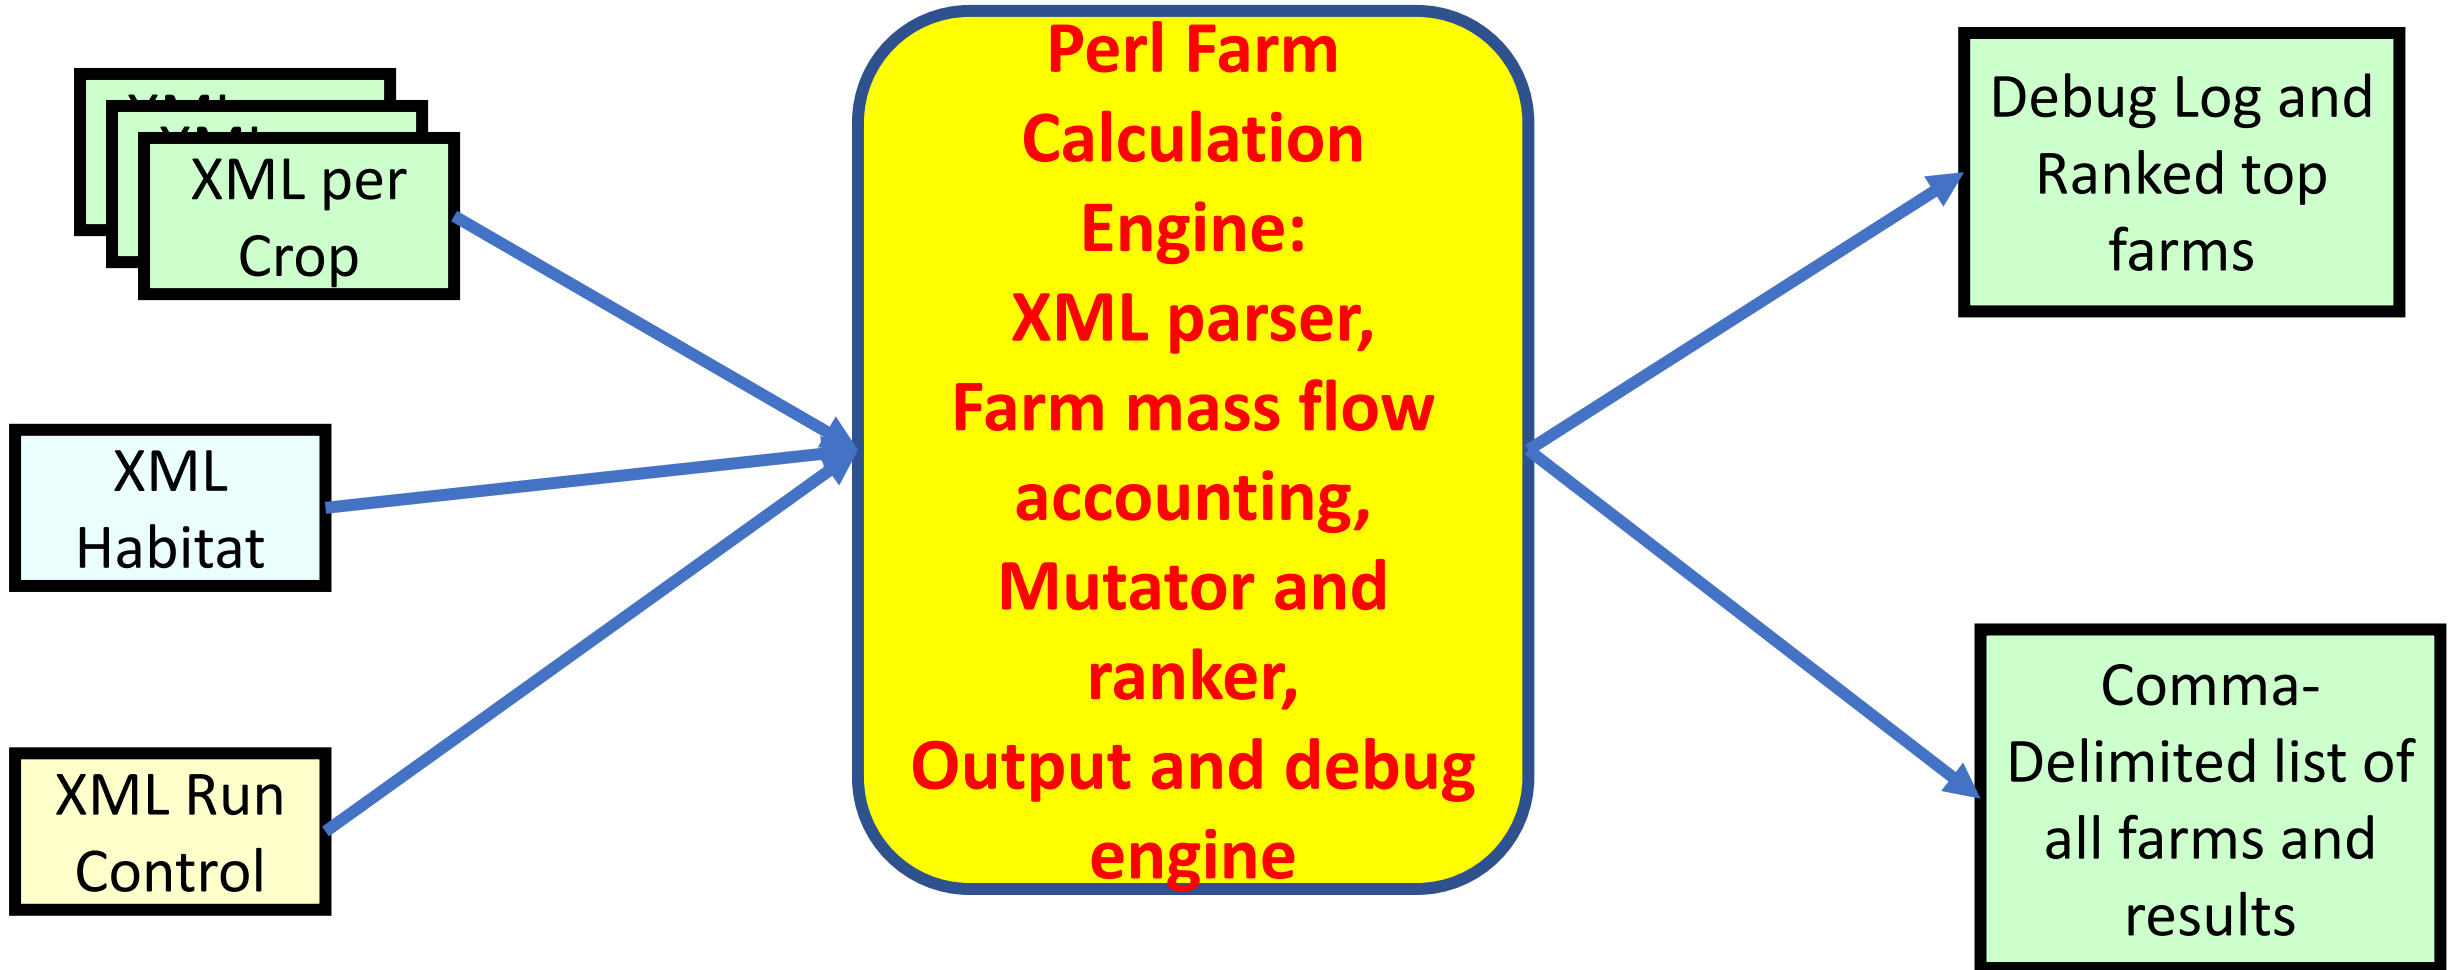 XML
XML
XML per
Crop
XML
Habitat
XML Run
Control
Perl Farm
Calculation
Engine:
XML parser,
Farm mass flow
accounting,
Mutator and
ranker,
Output and debug
engine
Debug Log and
Ranked top
farms
Comma-
Delimited list of
all farms and
results